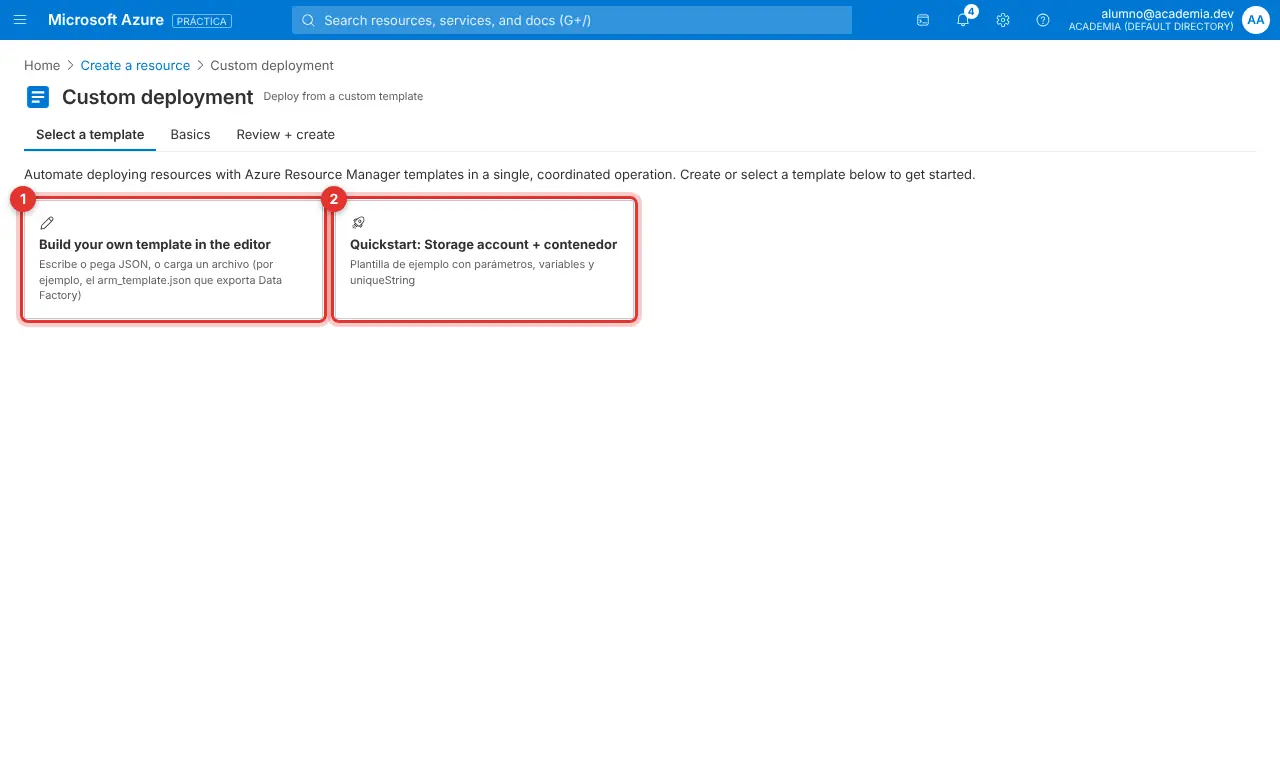 Microsoft Azure PRÁCTICA
Search resources, services, and docs (G+/)
4
alumno@academia.dev
ACADEMIA (DEFAULT DIRECTORY)
AA
Home > Create a resource > Custom deployment
Custom deployment Deploy from a custom template
Select a template Basics Review + create
Automate deploying resources with Azure Resource Manager templates in a single, coordinated operation. Create or select a template below to get started.
1
Build your own template in the editor
Escribe o pega JSON, o carga un archivo (por
ejemplo, el arm_template.json que exporta Data
Factory)
2
Quickstart: Storage account + contenedor
Plantilla de ejemplo con parámetros, variables y
uniqueString